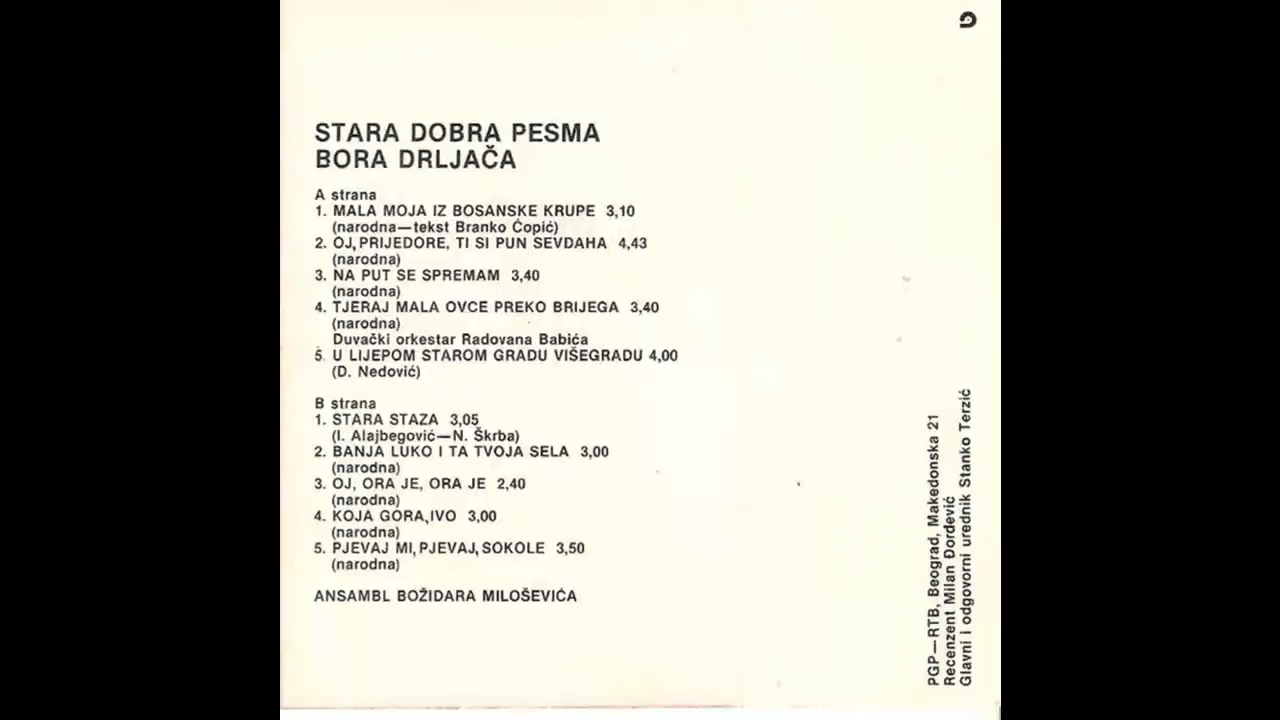 STARA DOBRA PESMA
BORA DRLJAČA
A strana
1. MALA MOJA IZ BOSANSKE KRUPE 3,10
(narodna—tekst Branko Ćopić)
2. OJ, PRIJEDORE, TI SI PUN SEVDAHA 4,43
(narodna)
3. NA PUT SE SPREMAM 3,40
(narodna)
4. TJERAJ MALA OVCE PREKO BRIJEGA 3,40
(narodna)
Duvački orkestar Radovana Babića
5. U LIJEPOM STAROM GRADU VIŠEGRADU 4,00
(D. Nedović)
B strana
1. STARA STAZA 3,05
(I. Alajbegović—N. Škrba)
2. BANJA LUKO I TA TVOJA SELA 3,00
(narodna)
3. OJ, ORA JE, ORA JE 2,40
(narodna)
4. KOJA GORA, IVO 3,00
(narodna)
5. PJEVAJ MI, PJEVAJ, SOKOLE 3,50
(narodna)
ANSAMBL BOŽIDARA MILOŠEVIĆA
PGP—RTB, Beograd, Makedonska 21
Recenzent Milan Đorđević
Glavni i odgovorni urednik Stanko Terzić